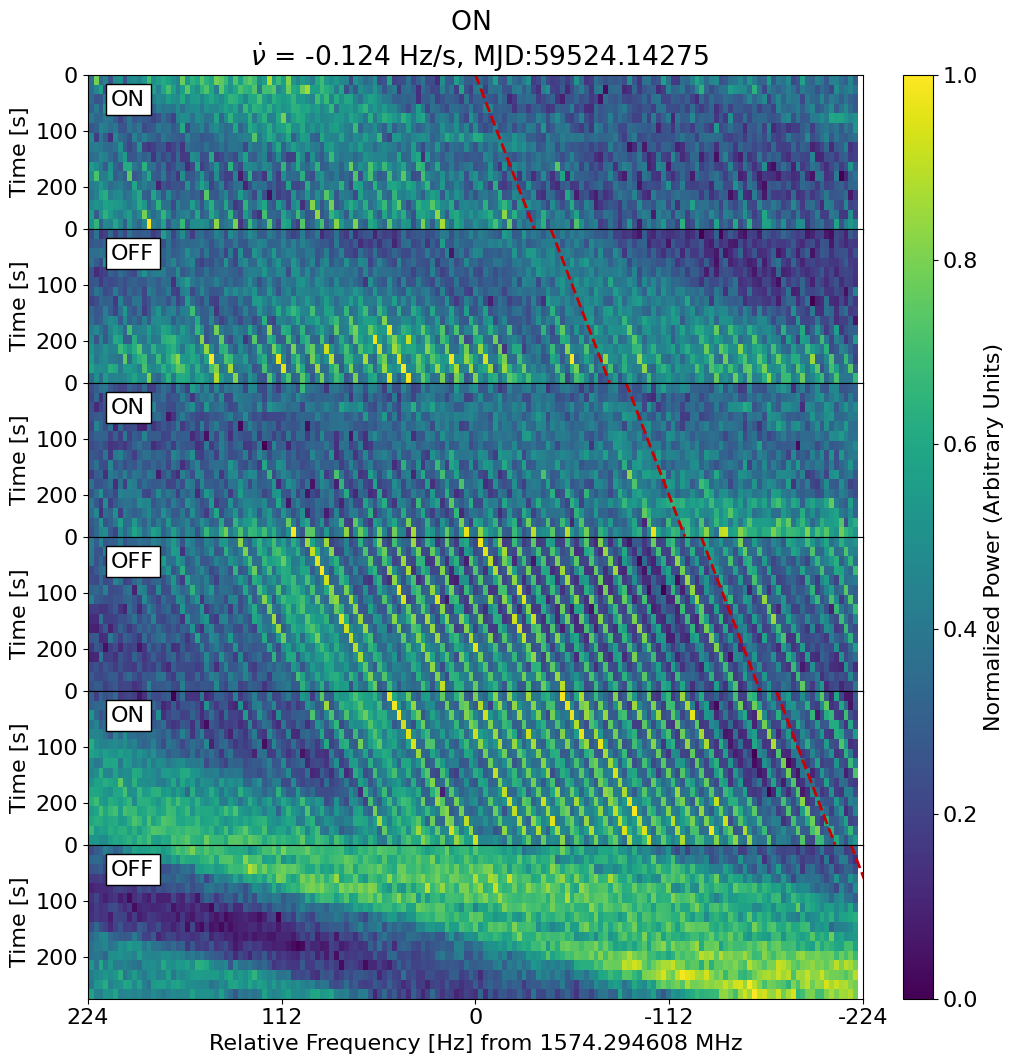 ON
ν̇ = -0.124 Hz/s, MJD:59524.14275
0
ON
100
200
Time [s]
0
OFF
100
200
Time [s]
0
ON
100
200
Time [s]
0
OFF
100
200
Time [s]
0
ON
100
200
Time [s]
0
OFF
100
200
Time [s]
224 112 0 -112 -224
Relative Frequency [Hz] from 1574.294608 MHz
1.0
0.8
0.6
0.4
0.2
0.0
Normalized Power (Arbitrary Units)